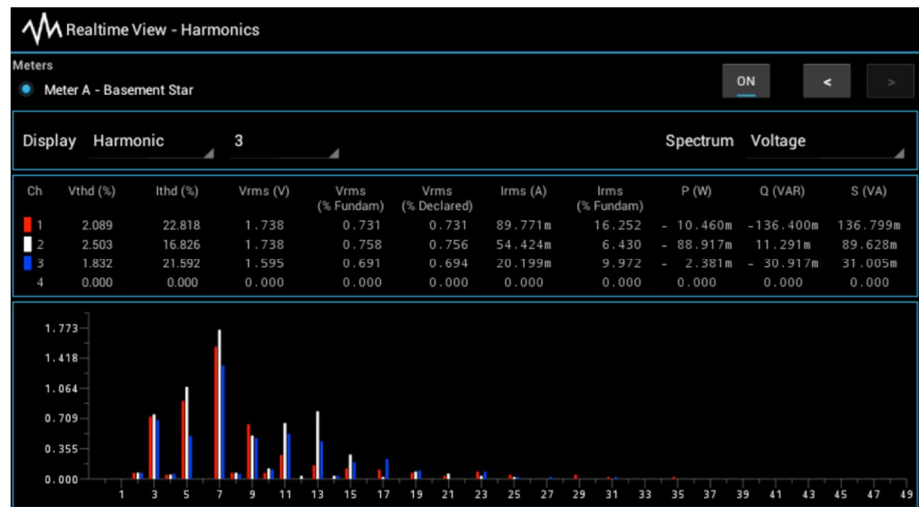 Realtime View - Harmonics
Meters
Meter A - Basement Star
ON < >
Display Harmonic 3 Spectrum Voltage
Ch Vthd (%) Ithd (%) Vrms (V) Vrms (% Fundam) Vrms (% Declared) Irms (A) Irms (% Fundam) P (W) Q (VAR) S (VA)
1 2.089 22.818 1.738 0.731 0.731 89.771m 16.252 - 10.460m -136.400m 136.799m
2 2.503 16.826 1.738 0.758 0.756 54.424m 6.430 - 88.917m 11.291m 89.628m
3 1.832 21.592 1.595 0.691 0.694 20.199m 9.972 - 2.381m - 30.917m 31.005m
4 0.000 0.000 0.000 0.000 0.000 0.000 0.000 0.000 0.000 0.000
1.773
1.418
1.064
0.709
0.355
0.000
1 3 5 7 9 11 13 15 17 19 21 23 25 27 29 31 33 35 37 39 41 43 45 47 49